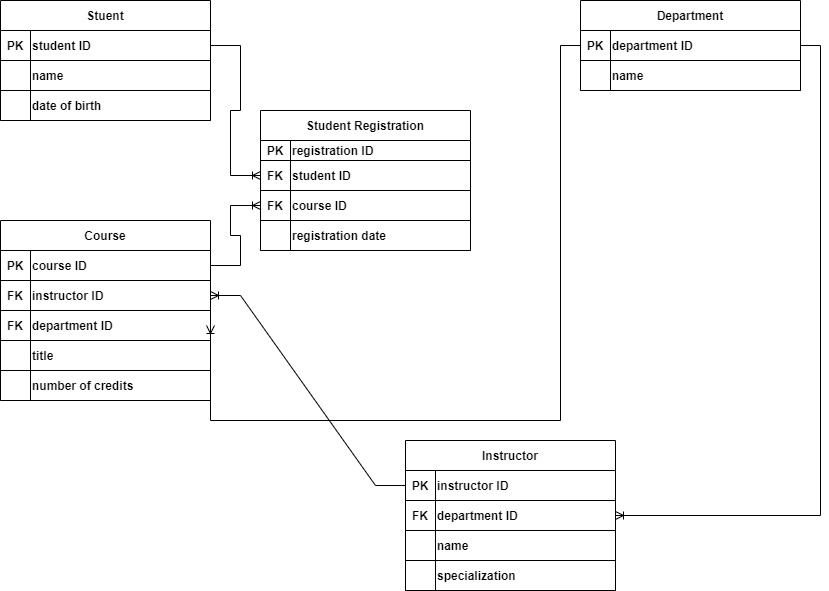 Stuent
PK student ID
name
date of birth
Department
PK department ID
name
Student Registration
PK registration ID
FK student ID
FK course ID
registration date
Course
PK course ID
FK instructor ID
FK department ID
title
number of credits
Instructor
PK instructor ID
FK department ID
name
specialization